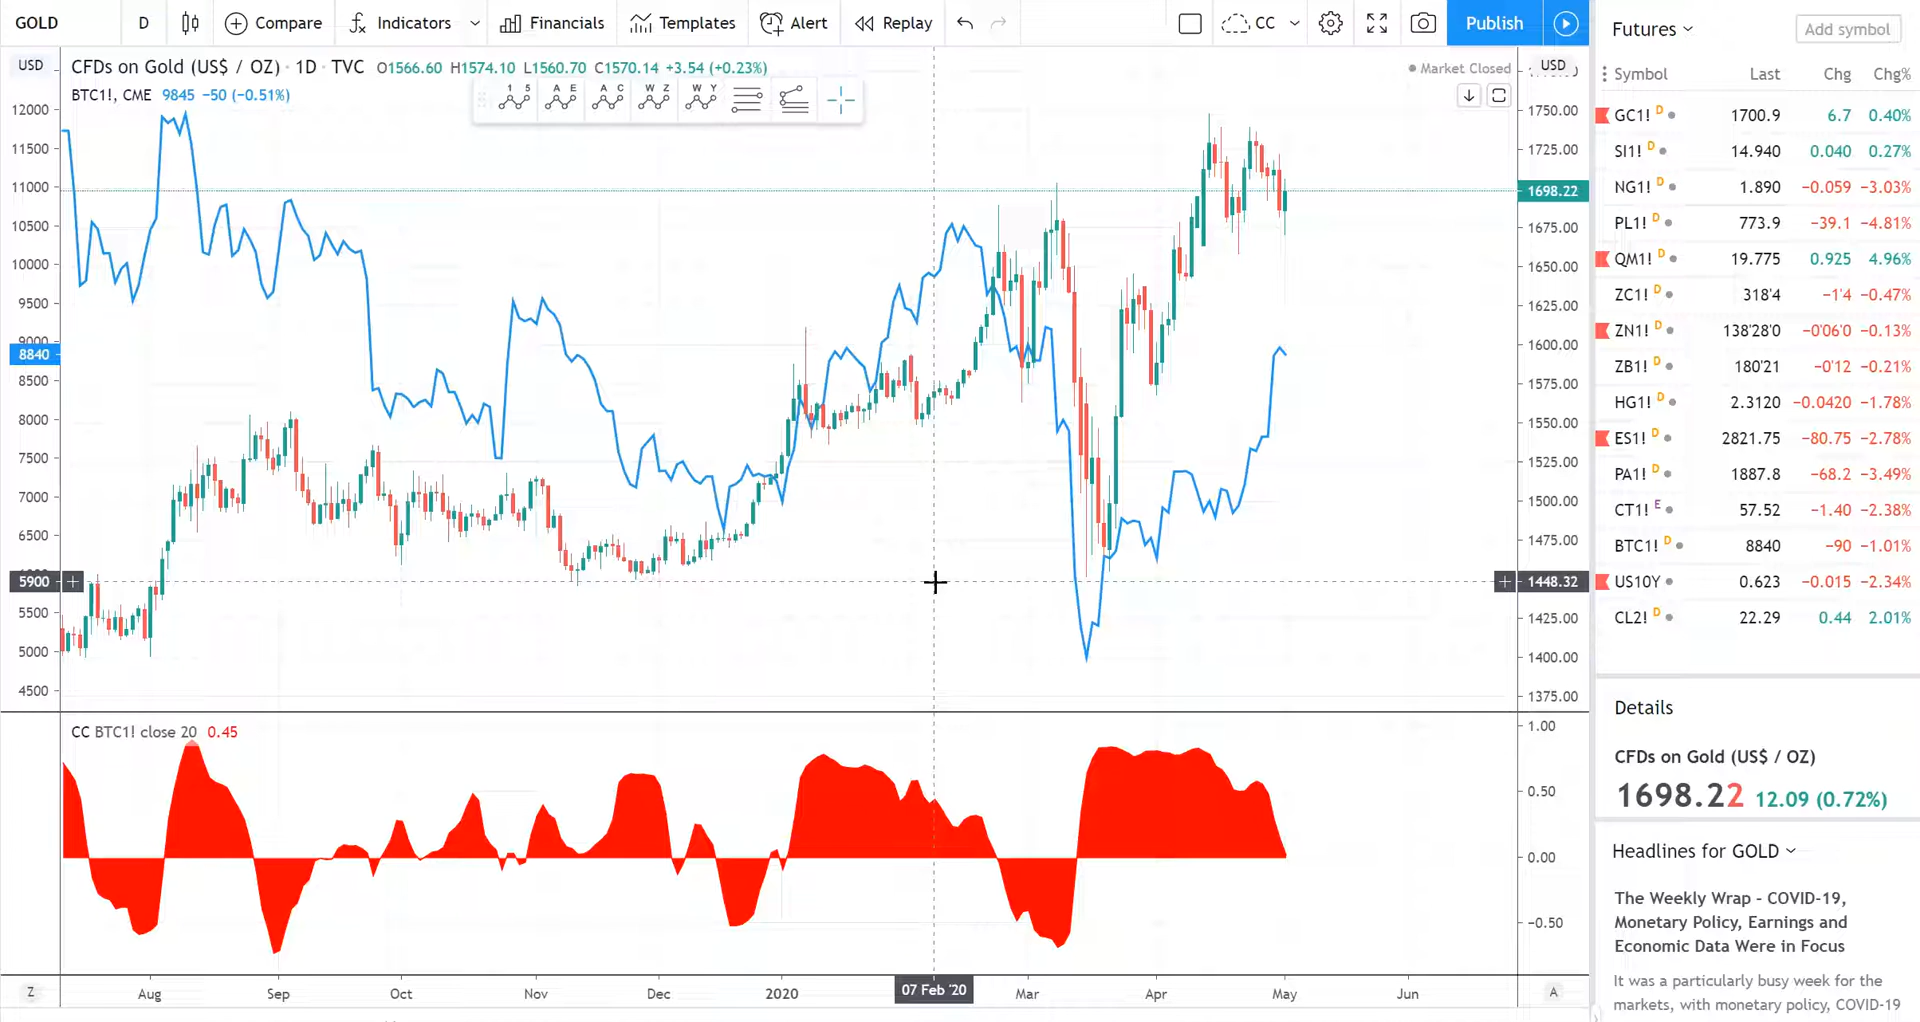 GOLD D Compare Indicators Financials Templates Alert Replay CC Publish
USD
CFDs on Gold (US$ / OZ) · 1D · TVC O1566.60 H1574.10 L1560.70 C1570.14 +3.54 (+0.23%)
BTC1!, CME 9845 −50 (−0.51%)
1 5
A E
A C
W Z
W Y
Market Closed
USD
12000
11500
11000
10500
10000
9500
9000
8840
8500
8000
7500
7000
6500
5900
5500
5000
4500
1750.00
1725.00
1698.22
1675.00
1650.00
1625.00
1600.00
1575.00
1550.00
1525.00
1500.00
1475.00
1448.32
1425.00
1400.00
1375.00
CC BTC1! close 20 0.45
1.00
0.50
0.00
−0.50
Z Aug Sep Oct Nov Dec 2020 07 Feb '20 Mar Apr May Jun A
Futures Add symbol
Symbol Last Chg Chg%
GC1! D 1700.9 6.7 0.40%
SI1! D 14.940 0.040 0.27%
NG1! D 1.890 −0.059 −3.03%
PL1! D 773.9 −39.1 −4.81%
QM1! D 19.775 0.925 4.96%
ZC1! D 318'4 −1'4 −0.47%
ZN1! D 138'28'0 −0'06'0 −0.13%
ZB1! D 180'21 −0'12 −0.21%
HG1! D 2.3120 −0.0420 −1.78%
ES1! D 2821.75 −80.75 −2.78%
PA1! D 1887.8 −68.2 −3.49%
CT1! E 57.52 −1.40 −2.38%
BTC1! D 8840 −90 −1.01%
US10Y 0.623 −0.015 −2.34%
CL2! D 22.29 0.44 2.01%
Details
CFDs on Gold (US$ / OZ)
1698.22 12.09 (0.72%)
Headlines for GOLD
The Weekly Wrap - COVID-19,
Monetary Policy, Earnings and
Economic Data Were in Focus
It was a particularly busy week for the
markets, with monetary policy, COVID-19